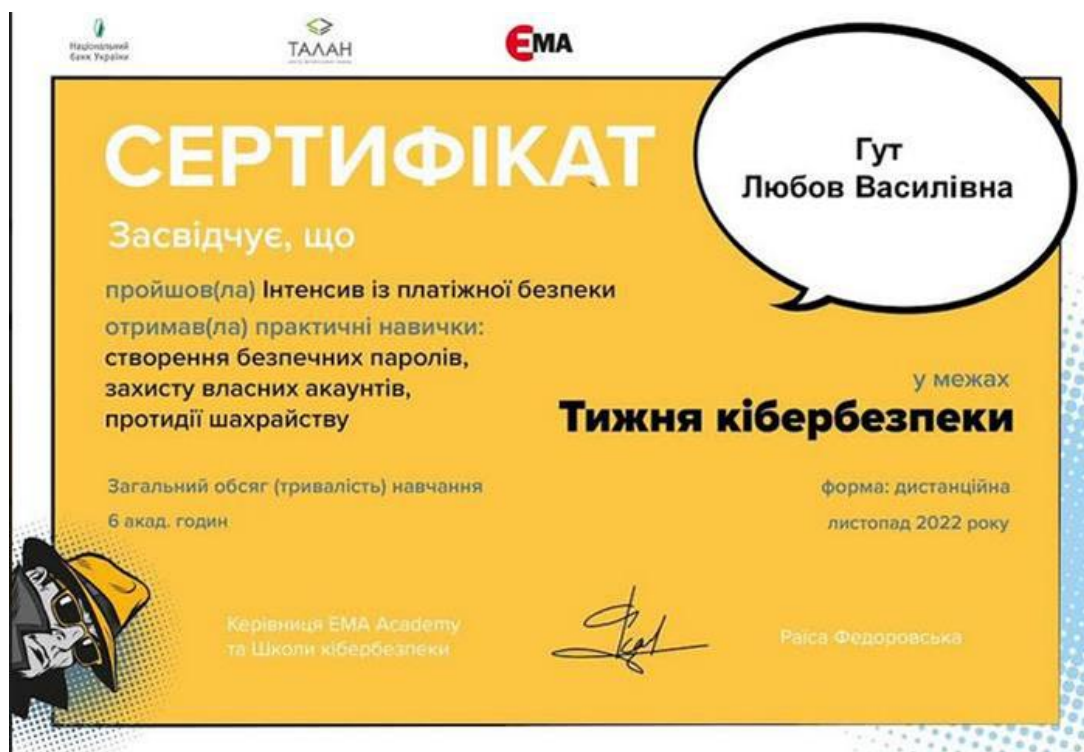 Національний
банк України
ТАЛАН
EMA
СЕРТИФІКАТ
Гут
Любов Василівна
Засвідчує, що
пройшов(ла) Інтенсив із платіжної безпеки
отримав(ла) практичні навички:
створення безпечних паролів,
захисту власних акаунтів,
протидії шахрайству
у межах
Тижня кібербезпеки
Загальний обсяг (тривалість) навчання
6 акад. годин
форма: дистанційна
листопад 2022 року
Керівниця EMA Academy
та Школи кібербезпеки
Раїса Федоровська